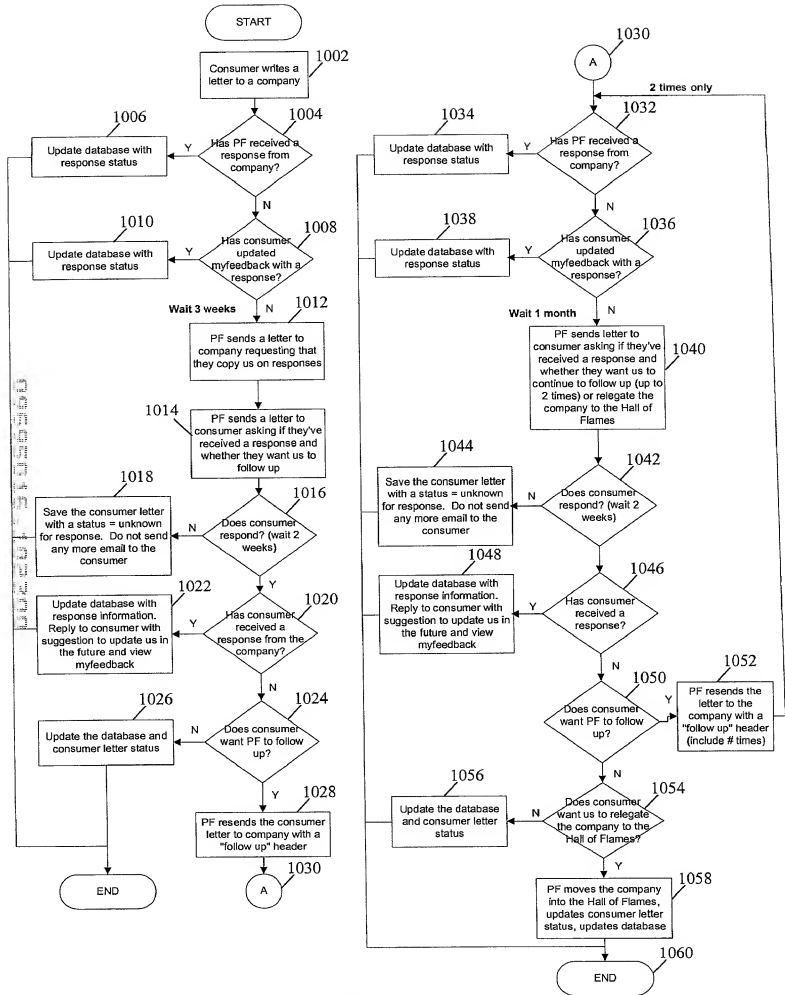 START
1002
Consumer writes a
letter to a company
1004
Has PF received a
response from
company?
Y
N
1006
Update database with
response status
1008
Has consumer
updated
myfeedback with a
response?
Y
N
1010
Update database with
response status
Wait 3 weeks
1012
PF sends a letter to
company requesting that
they copy us on responses
1014
PF sends a letter to
consumer asking if they've
received a response and
whether they want us to
follow up
1016
Does consumer
respond? (wait 2
weeks)
N
Y
1018
Save the consumer letter
with a status = unknown
for response. Do not send
any more email to the
consumer
1020
Has consumer
received a
response from the
company?
Y
N
1022
Update database with
response information.
Reply to consumer with
suggestion to update us in
the future and view
myfeedback
1024
Does consumer
want PF to follow
up?
N
Y
1026
Update the database and
consumer letter status
1028
PF resends the consumer
letter to company with a
"follow up" header
1030
A
END
1030
A
2 times only
1032
Has PF received a
response from
company?
Y
N
1034
Update database with
response status
1036
Has consumer
updated
myfeedback with a
response?
Y
N
1038
Update database with
response status
Wait 1 month
1040
PF sends letter to
consumer asking if they've
received a response and
whether they want us to
continue to follow up (up to
2 times) or relegate the
company to the Hall of
Flames
1042
Does consumer
respond? (wait 2
weeks)
N
1044
Save the consumer letter
with a status = unknown
for response. Do not send
any more email to the
consumer
1046
Has consumer
received a
response?
Y
N
1048
Update database with
response information.
Reply to consumer with
suggestion to update us in
the future and view
myfeedback
1050
Does consumer
want PF to follow
up?
Y
N
1052
PF resends the
letter to the
company with a
"follow up" header
(include # times)
1054
Does consumer
want us to relegate
the company to the
Hall of Flames?
N
Y
1056
Update the database
and consumer letter
status
1058
PF moves the company
into the Hall of Flames,
updates consumer letter
status, updates database
1060
END